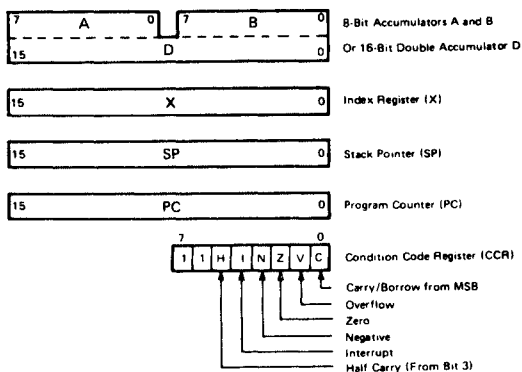 7 A 0 7 B 0 8-Bit Accumulators A and B
15 D 0 Or 16-Bit Double Accumulator D
15 X 0 Index Register (X)
15 SP 0 Stack Pointer (SP)
15 PC 0 Program Counter (PC)
7 0
1 1 H I N Z V C Condition Code Register (CCR)
Carry/Borrow from MSB
Overflow
Zero
Negative
Interrupt
Half Carry (From Bit 3)